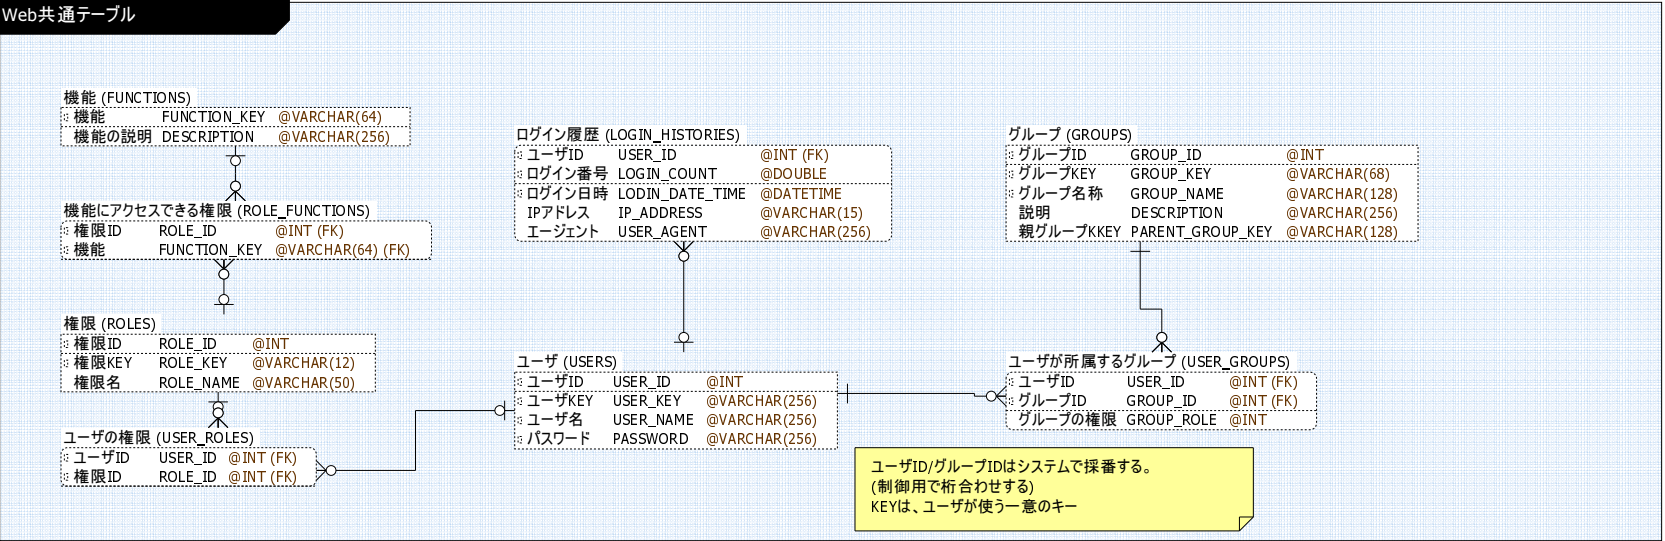 Web共通テーブル
機能 (FUNCTIONS)
機能 FUNCTION_KEY @VARCHAR(64)
機能の説明 DESCRIPTION @VARCHAR(256)
機能にアクセスできる権限 (ROLE_FUNCTIONS)
権限ID ROLE_ID @INT (FK)
機能 FUNCTION_KEY @VARCHAR(64) (FK)
権限 (ROLES)
権限ID ROLE_ID @INT
権限KEY ROLE_KEY @VARCHAR(12)
権限名 ROLE_NAME @VARCHAR(50)
ユーザの権限 (USER_ROLES)
ユーザID USER_ID @INT (FK)
権限ID ROLE_ID @INT (FK)
ログイン履歴 (LOGIN_HISTORIES)
ユーザID USER_ID @INT (FK)
ログイン番号 LOGIN_COUNT @DOUBLE
ログイン日時 LODIN_DATE_TIME @DATETIME
IPアドレス IP_ADDRESS @VARCHAR(15)
エージェント USER_AGENT @VARCHAR(256)
ユーザ (USERS)
ユーザID USER_ID @INT
ユーザKEY USER_KEY @VARCHAR(256)
ユーザ名 USER_NAME @VARCHAR(256)
パスワード PASSWORD @VARCHAR(256)
グループ (GROUPS)
グループID GROUP_ID @INT
グループKEY GROUP_KEY @VARCHAR(68)
グループ名称 GROUP_NAME @VARCHAR(128)
説明 DESCRIPTION @VARCHAR(256)
親グループKKEY PARENT_GROUP_KEY @VARCHAR(128)
ユーザが所属するグループ (USER_GROUPS)
ユーザID USER_ID @INT (FK)
グループID GROUP_ID @INT (FK)
グループの権限 GROUP_ROLE @INT
ユーザID/グループIDはシステムで採番する。
(制御用で桁合わせする)
KEYは、ユーザが使う一意のキー